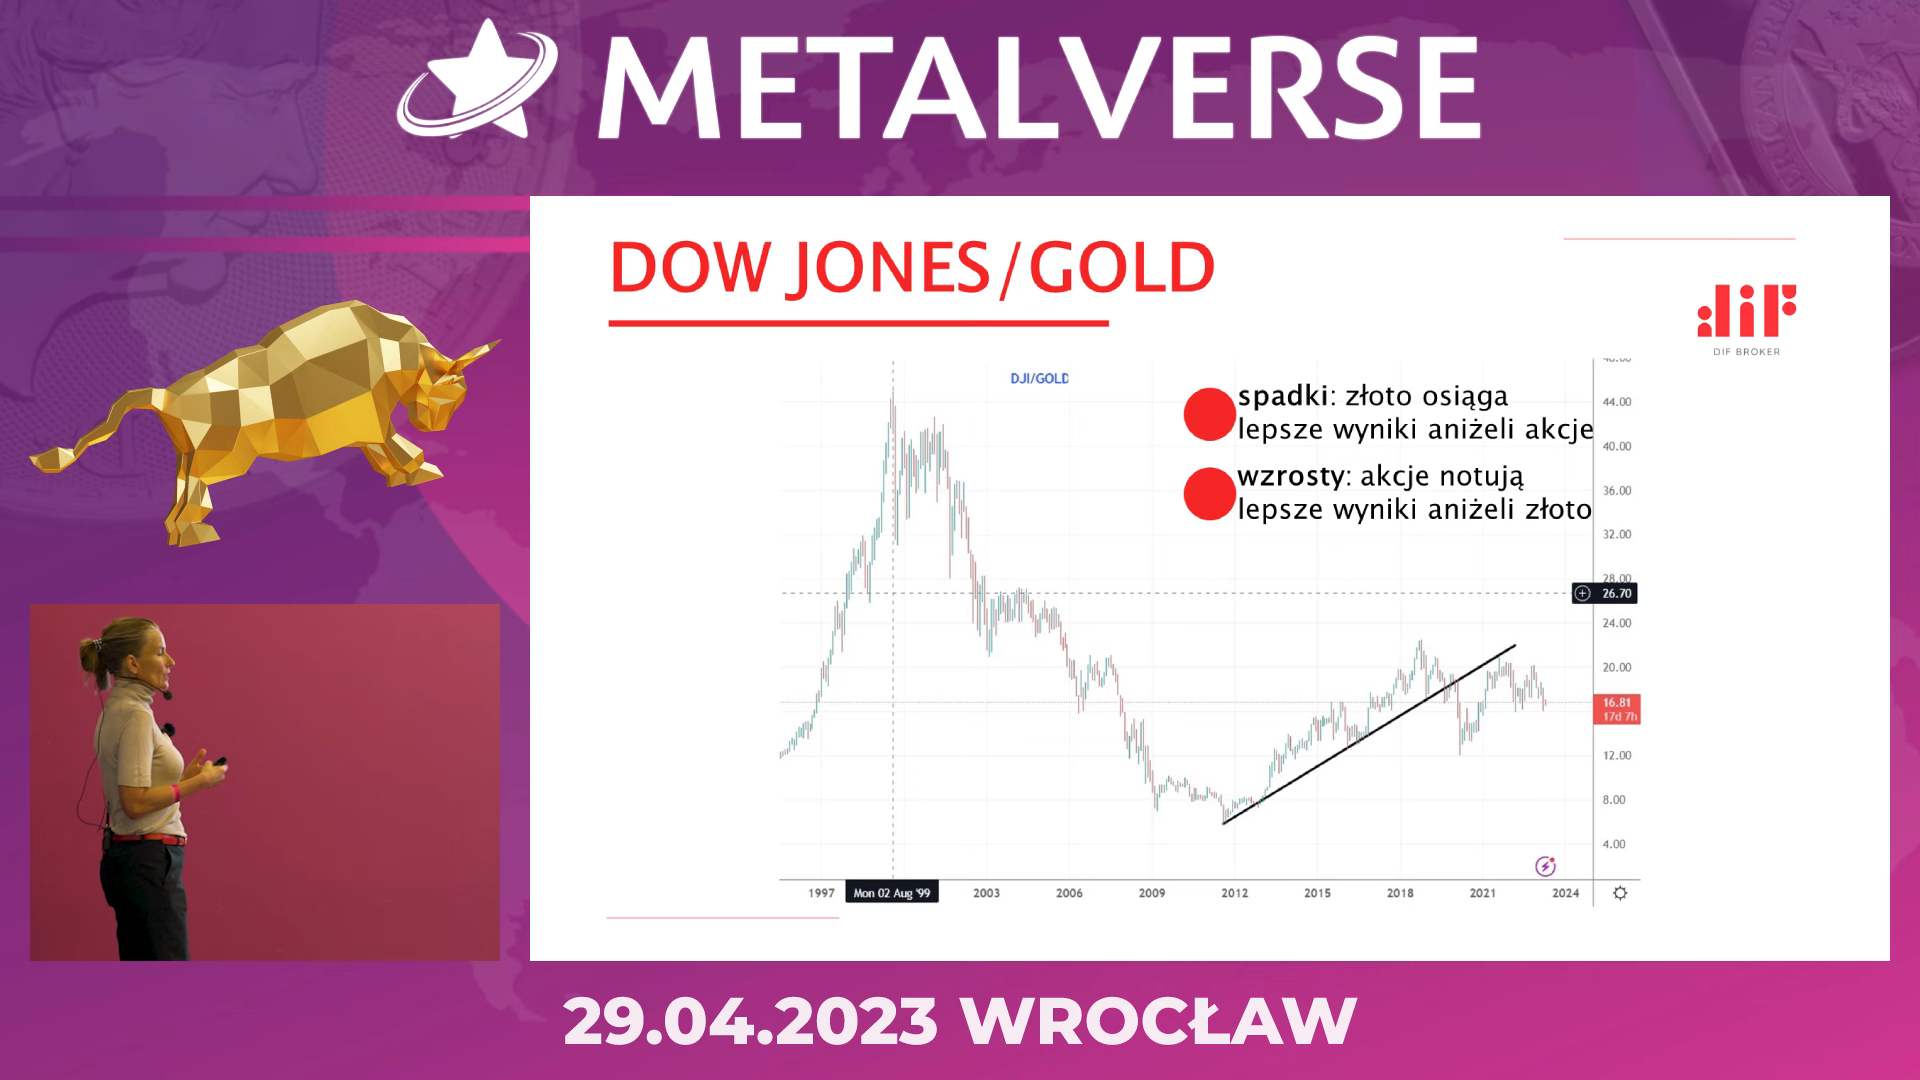 METALVERSE
DOW JONES/GOLD
dif
DIF BROKER
DJI/GOLD
spadki: złoto osiąga
lepsze wyniki aniżeli akcje
wzrosty: akcje notują
lepsze wyniki aniżeli złoto
44.00
40.00
36.00
32.00
28.00
26.70
24.00
20.00
16.81
17d 7h
12.00
8.00
4.00
1997
Mon 02 Aug '99
2003
2006
2009
2012
2015
2018
2021
2024
29.04.2023 WROCŁAW